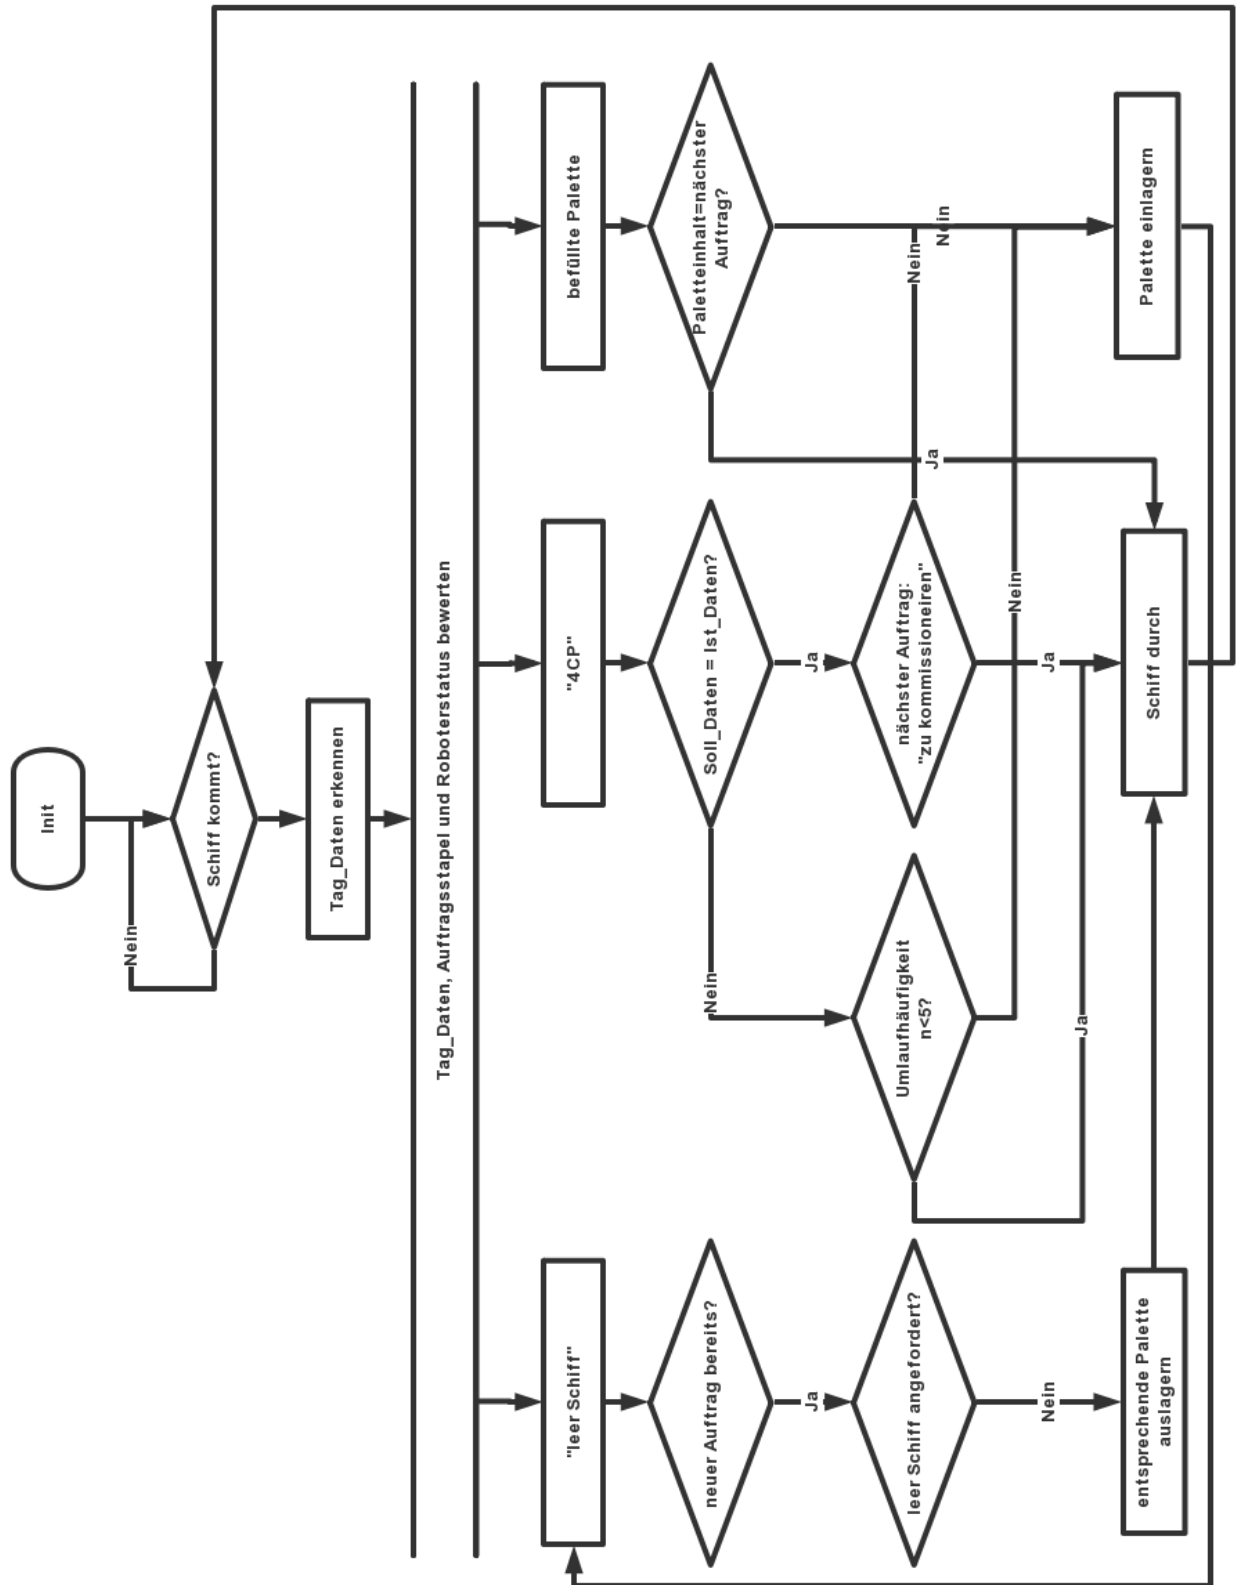 Init
Schiff kommt?
Nein
Tag_Daten erkennen
Tag_Daten, Auftragsstapel und Roboterstatus bewerten
"leer Schiff"
"4CP"
befüllte Palette
neuer Auftrag bereits?
Soll_Daten = Ist_Daten?
Paletteinhalt=nächster
Auftrag?
Ja
Nein
Ja
Nein
leer Schiff angefordert?
Umlaufhäufigkeit
n<5?
nächster Auftrag:
"zu kommissioneiren"
Nein
Ja
Nein
Ja
Nein
Ja
entsprechende Palette
auslagern
Schiff durch
Palette einlagern